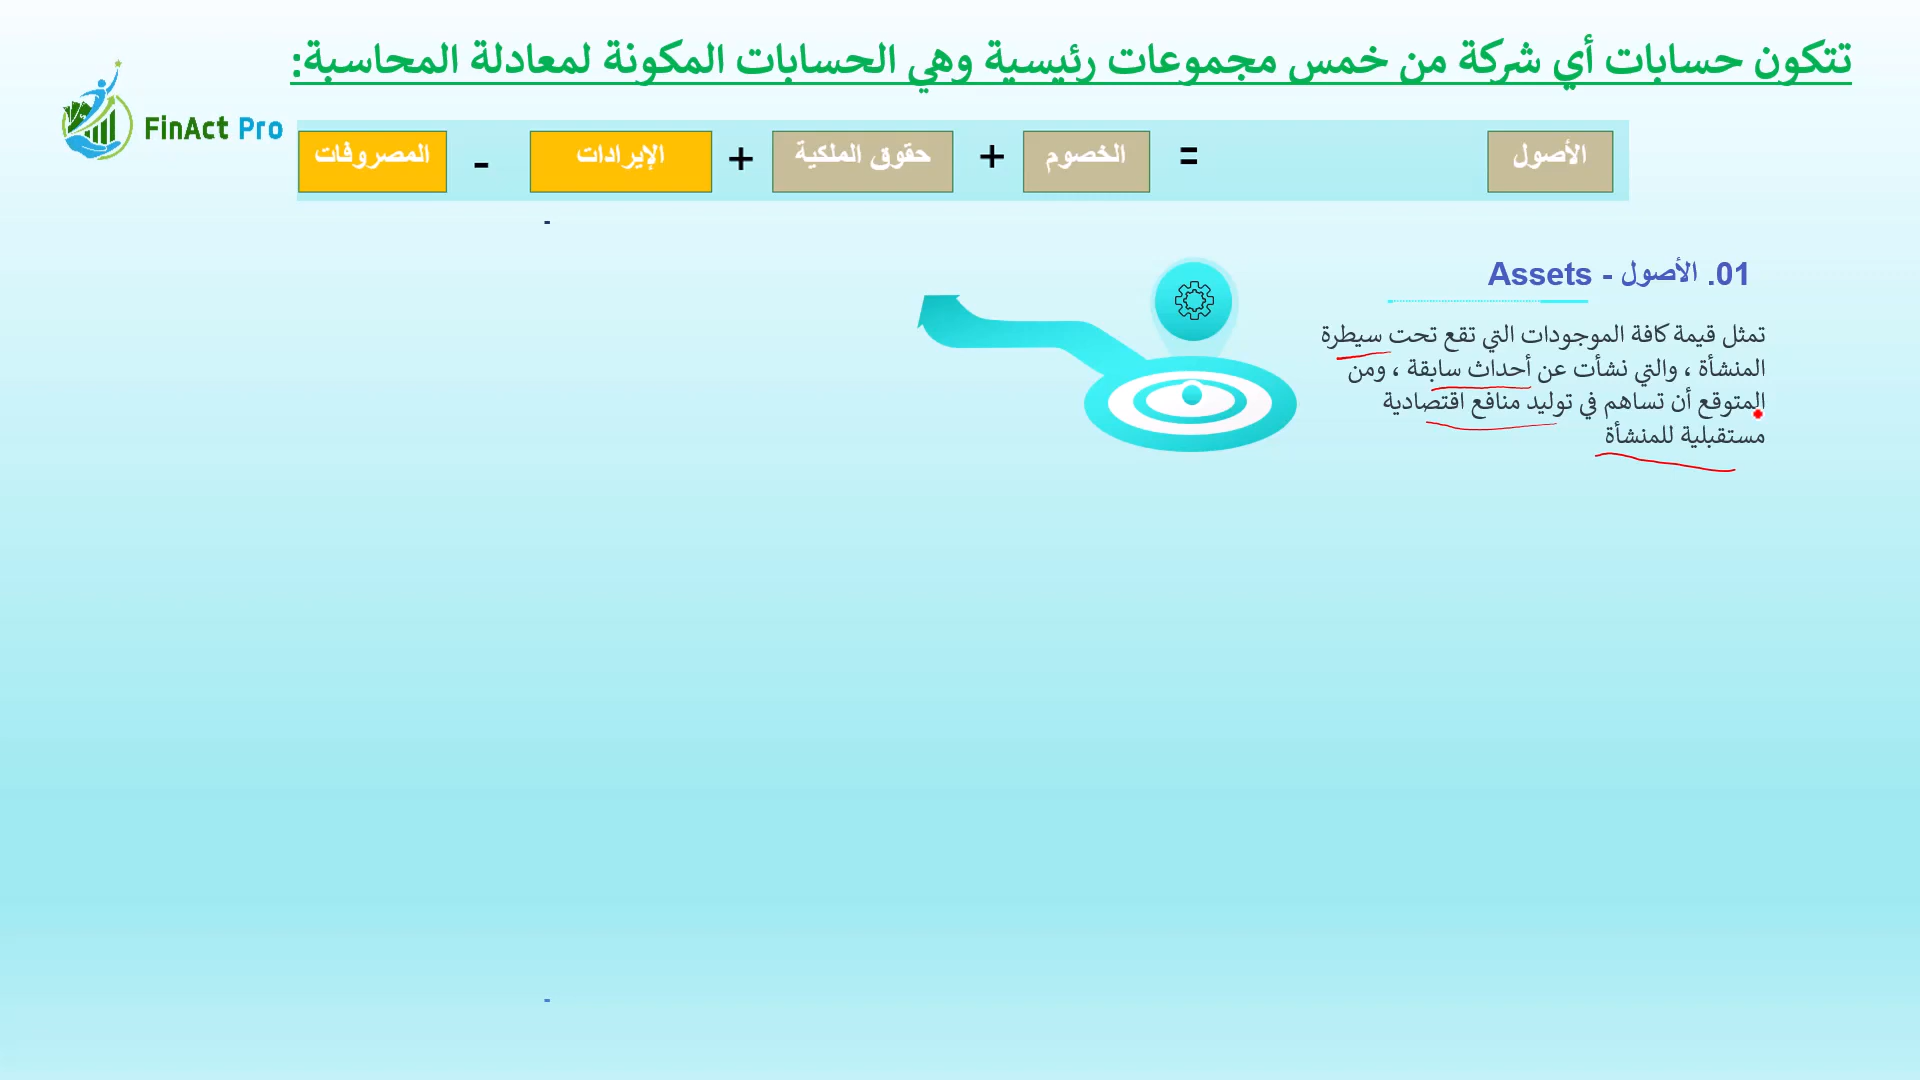 تتكون حسابات أي شركة من خمس مجموعات رئيسية وهي الحسابات المكونة لمعادلة المحاسبة:
FinAct Pro
الأصول = الخصوم + حقوق الملكية + الإيرادات - المصروفات
-
01. الأصول - Assets
تمثل قيمة كافة الموجودات التي تقع تحت سيطرة
المنشأة ، والتي نشأت عن أحداث سابقة ، ومن
المتوقع أن تساهم في توليد منافع اقتصادية
مستقبلية للمنشأة
-